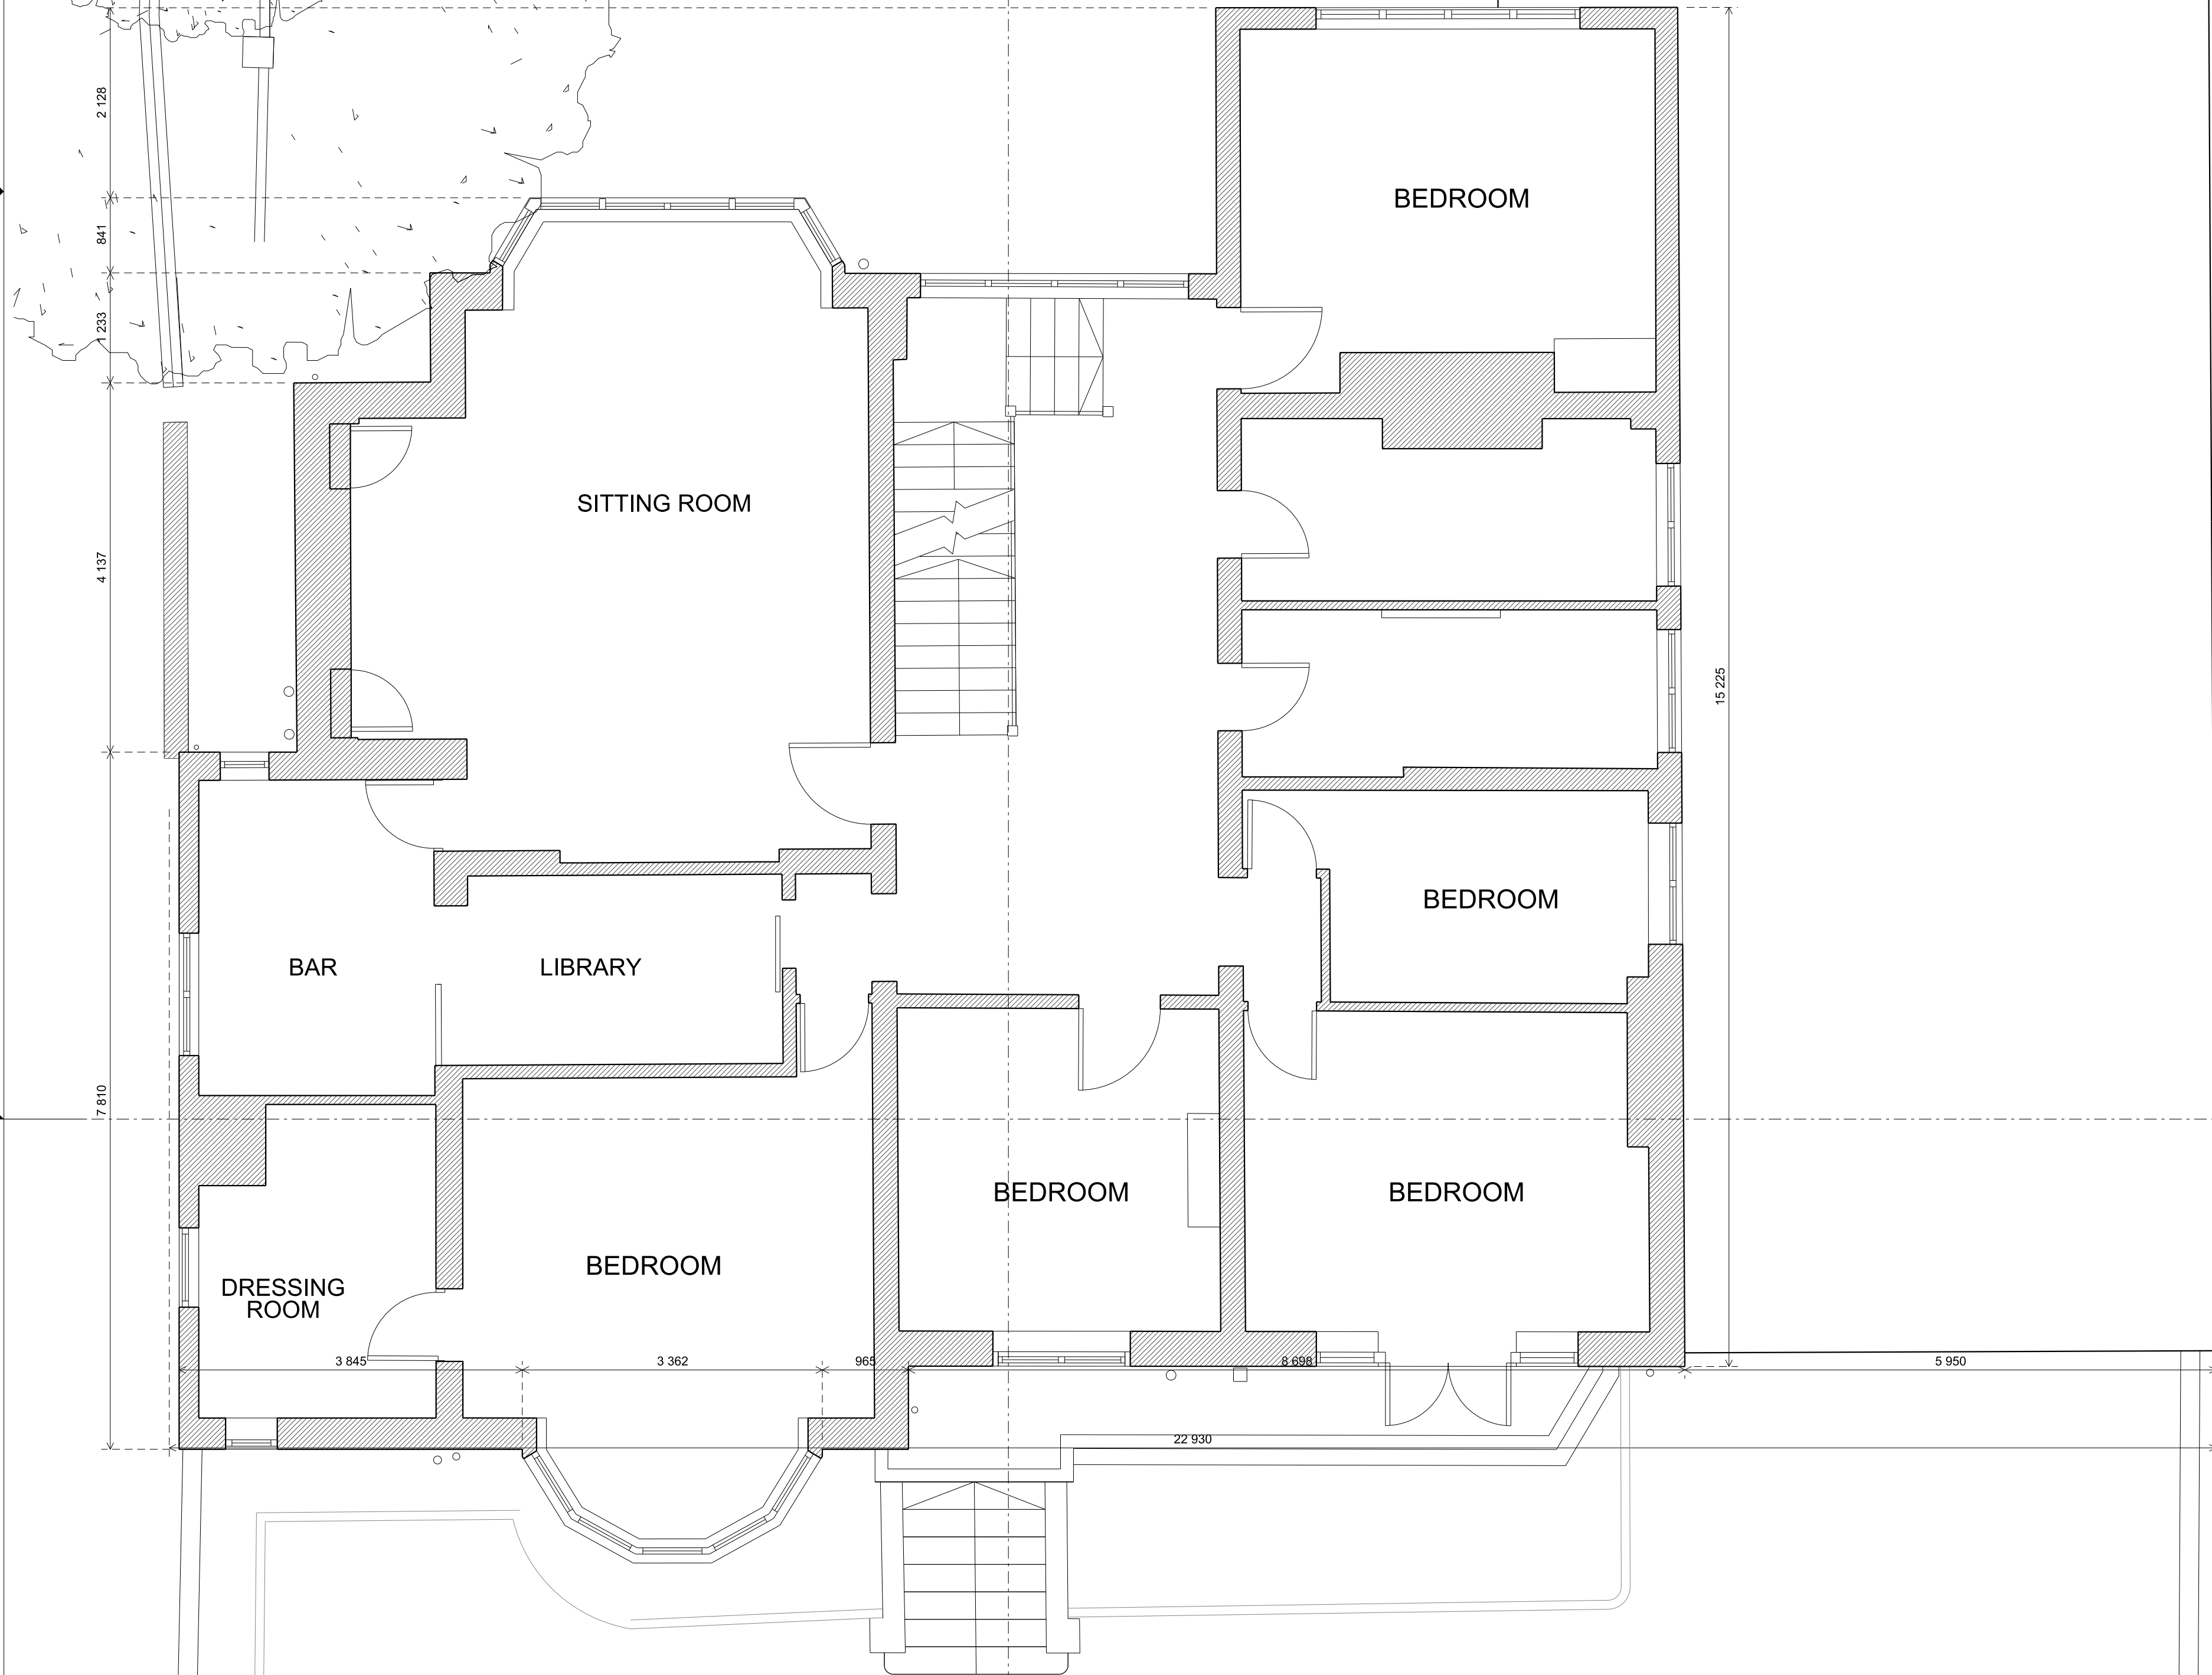 2 128
BEDROOM
841
1 233
SITTING ROOM
4 137
15 225
BEDROOM
BAR
LIBRARY
7 810
BEDROOM
BEDROOM
BEDROOM
DRESSING
ROOM
3 845
3 362
965
8 698
5 950
22 930